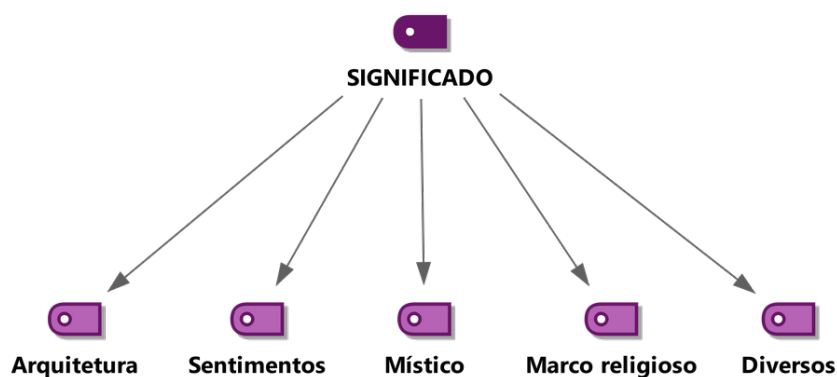 SIGNIFICADO
Arquitetura
Sentimentos
Místico
Marco religioso
Diversos